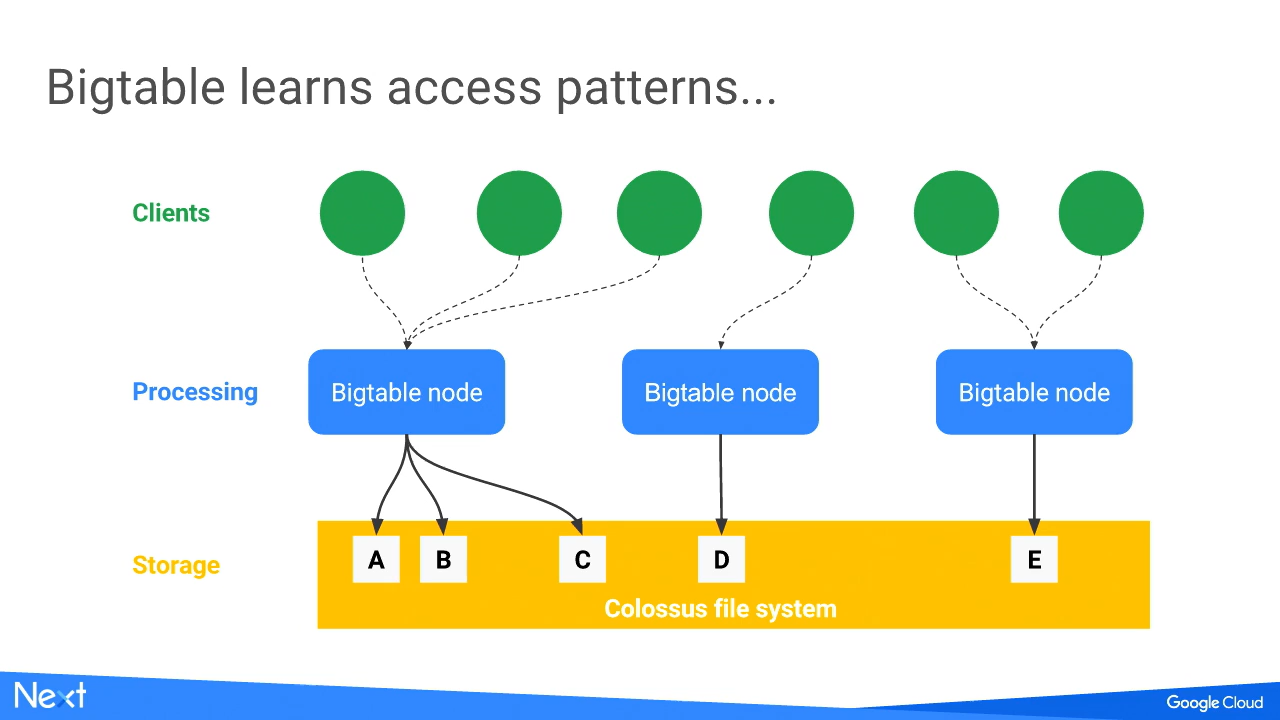 Bigtable learns access patterns...
Clients
Processing
Bigtable node
Bigtable node
Bigtable node
Storage
A
B
C
D
E
Colossus file system
Next
Google Cloud